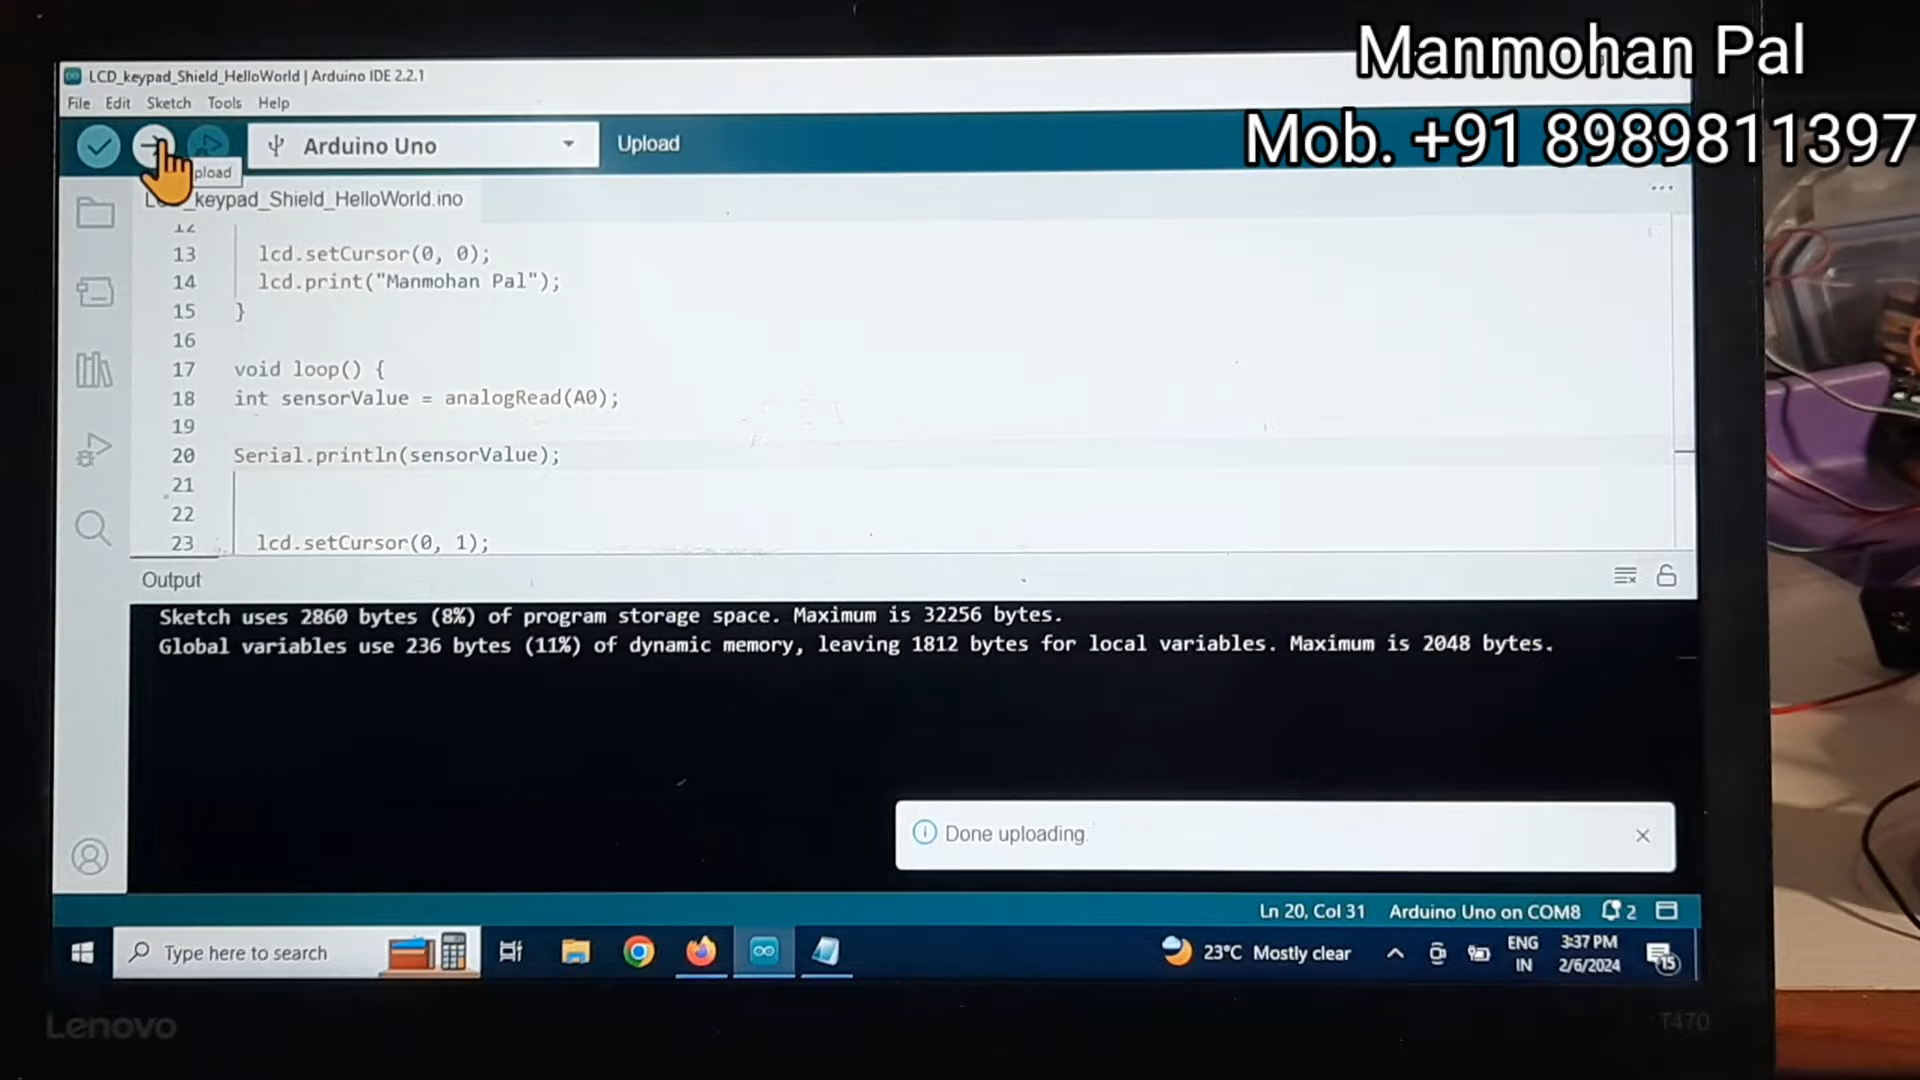 Manmohan Pal
Mob. +91 8989811397
LCD_keypad_Shield_HelloWorld | Arduino IDE 2.2.1
File Edit Sketch Tools Help
Arduino Uno
Upload
pload
keypad_Shield_HelloWorld.ino
12
13 lcd.setCursor(0, 0);
14 lcd.print("Manmohan Pal");
15 }
16
17 void loop() {
18 int sensorValue = analogRead(A0);
19
20 Serial.println(sensorValue);
21
22
23 lcd.setCursor(0, 1);
Output
Sketch uses 2860 bytes (8%) of program storage space. Maximum is 32256 bytes.
Global variables use 236 bytes (11%) of dynamic memory, leaving 1812 bytes for local variables. Maximum is 2048 bytes.
Done uploading.
Ln 20, Col 31 Arduino Uno on COM8 2
Type here to search
23°C Mostly clear
ENG
IN
3:37 PM
2/6/2024
15
Lenovo
T470